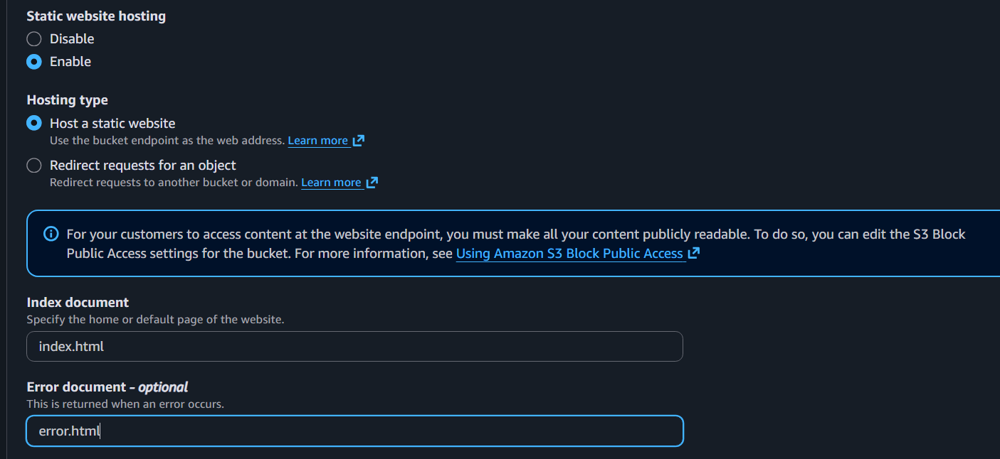 Static website hosting
Disable
Enable
Hosting type
Host a static website
Use the bucket endpoint as the web address. Learn more
Redirect requests for an object
Redirect requests to another bucket or domain. Learn more
For your customers to access content at the website endpoint, you must make all your content publicly readable. To do so, you can edit the S3 Block
Public Access settings for the bucket. For more information, see Using Amazon S3 Block Public Access
Index document
Specify the home or default page of the website.
index.html
Error document - optional
This is returned when an error occurs.
error.html